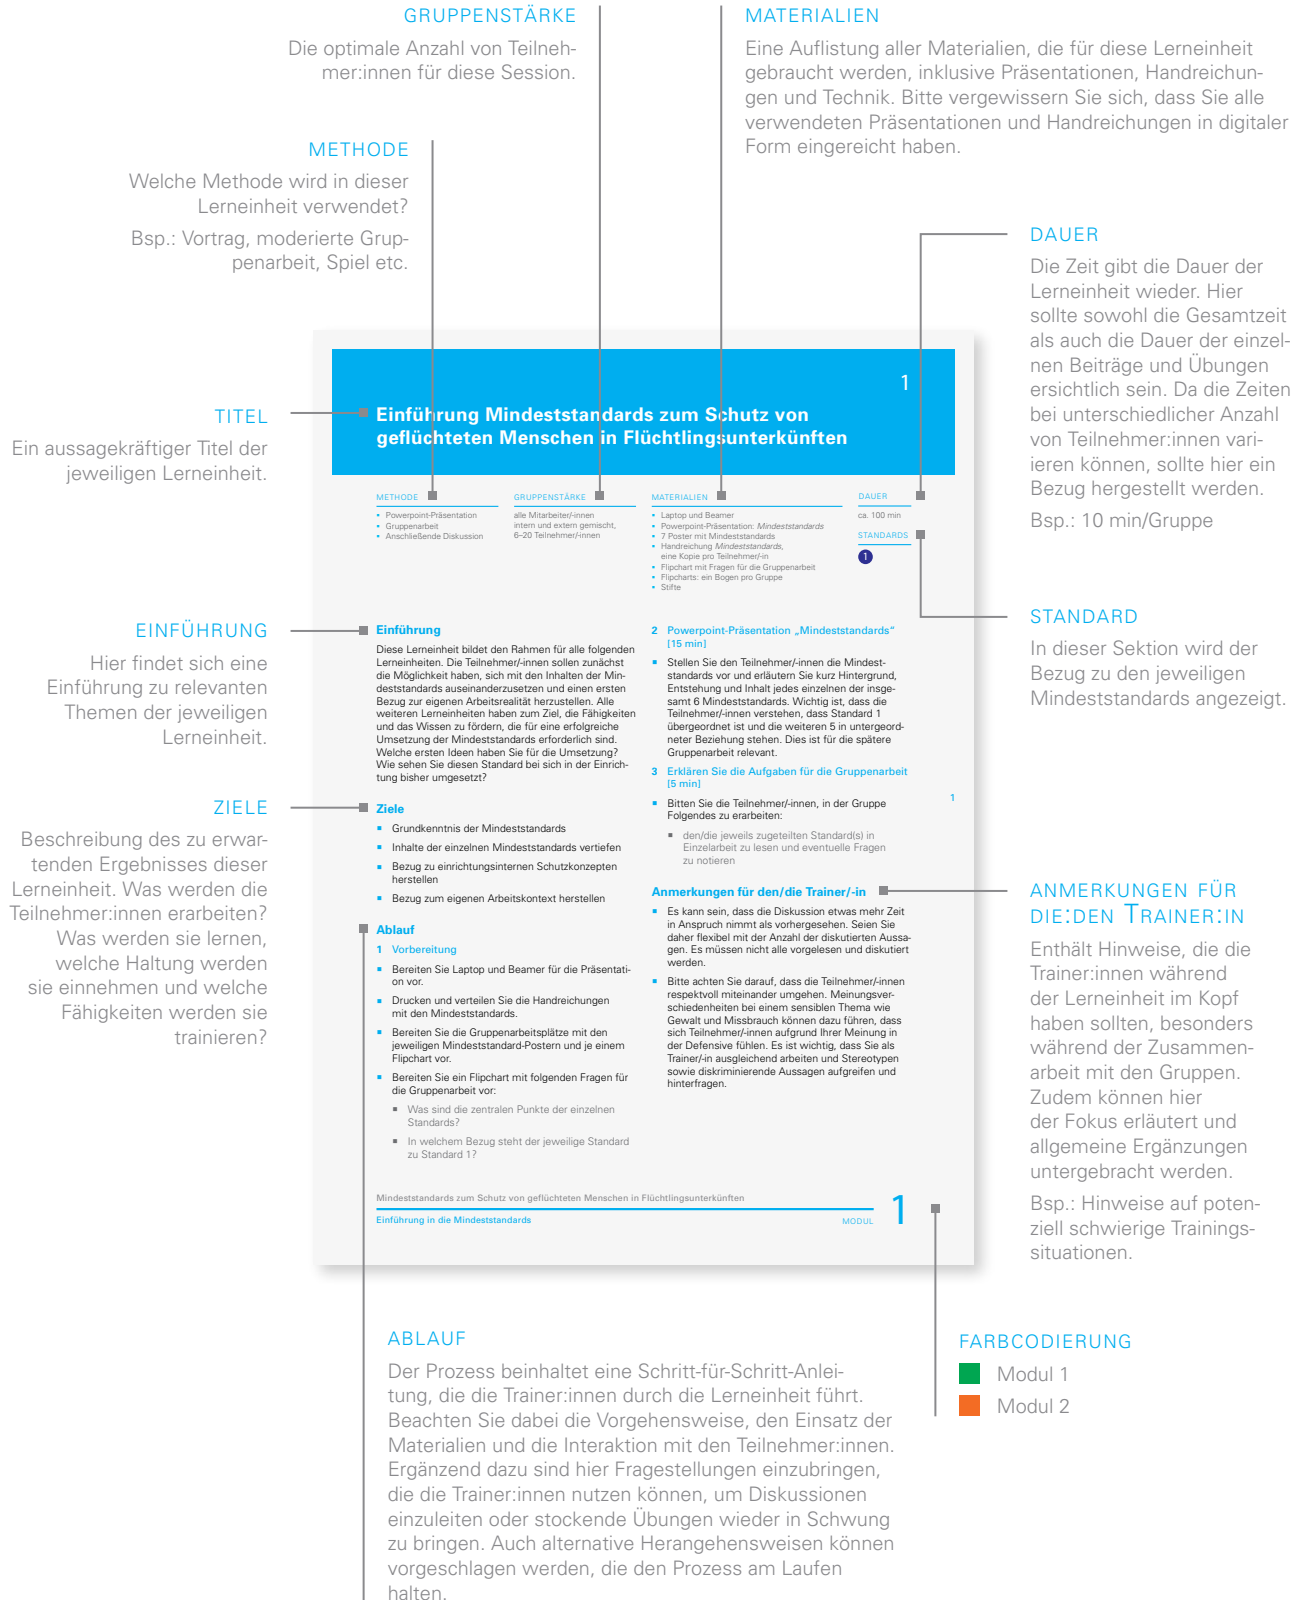 GRUPPENSTÄRKE
Die optimale Anzahl von Teilneh-
mer:innen für diese Session.
MATERIALIEN
Eine Auflistung aller Materialien, die für diese Lerneinheit
gebraucht werden, inklusive Präsentationen, Handreichun-
gen und Technik. Bitte vergewissern Sie sich, dass Sie alle
verwendeten Präsentationen und Handreichungen in digitaler
Form eingereicht haben.
METHODE
Welche Methode wird in dieser
Lerneinheit verwendet?
Bsp.: Vortrag, moderierte Grup-
penarbeit, Spiel etc.
DAUER
Die Zeit gibt die Dauer der
Lerneinheit wieder. Hier
sollte sowohl die Gesamtzeit
als auch die Dauer der einzel-
nen Beiträge und Übungen
ersichtlich sein. Da die Zeiten
bei unterschiedlicher Anzahl
von Teilnehmer:innen vari-
ieren können, sollte hier ein
Bezug hergestellt werden.
Bsp.: 10 min/Gruppe
TITEL
Ein aussagekräftiger Titel der
jeweiligen Lerneinheit.
1
Einführung Mindeststandards zum Schutz von
geflüchteten Menschen in Flüchtlingsunterkünften
METHODE
▪ Powerpoint-Präsentation
▪ Gruppenarbeit
▪ Anschließende Diskussion
GRUPPENSTÄRKE
alle Mitarbeiter/-innen
intern und extern gemischt,
6–20 Teilnehmer/-innen
MATERIALIEN
▪ Laptop und Beamer
▪ Powerpoint-Präsentation: Mindeststandards
▪ 7 Poster mit Mindeststandards
▪ Handreichung Mindeststandards,
eine Kopie pro Teilnehmer/-in
▪ Flipchart mit Fragen für die Gruppenarbeit
▪ Flipcharts: ein Bogen pro Gruppe
▪ Stifte
DAUER
ca. 100 min
STANDARDS
1
STANDARD
In dieser Sektion wird der
Bezug zu den jeweiligen
Mindeststandards angezeigt.
EINFÜHRUNG
Hier findet sich eine
Einführung zu relevanten
Themen der jeweiligen
Lerneinheit.
Einführung
Diese Lerneinheit bildet den Rahmen für alle folgenden
Lerneinheiten. Die Teilnehmer/-innen sollen zunächst
die Möglichkeit haben, sich mit den Inhalten der Min-
deststandards auseinanderzusetzen und einen ersten
Bezug zur eigenen Arbeitsrealität herzustellen. Alle
weiteren Lerneinheiten haben zum Ziel, die Fähigkeiten
und das Wissen zu fördern, die für eine erfolgreiche
Umsetzung der Mindeststandards erforderlich sind.
Welche ersten Ideen haben Sie für die Umsetzung?
Wie sehen Sie diesen Standard bei sich in der Einrich-
tung bisher umgesetzt?
ZIELE
Beschreibung des zu erwar-
tenden Ergebnisses dieser
Lerneinheit. Was werden die
Teilnehmer:innen erarbeiten?
Was werden sie lernen,
welche Haltung werden
sie einnehmen und welche
Fähigkeiten werden sie
trainieren?
Ziele
▪ Grundkenntnis der Mindeststandards
▪ Inhalte der einzelnen Mindeststandards vertiefen
▪ Bezug zu einrichtungsinternen Schutzkonzepten
herstellen
▪ Bezug zum eigenen Arbeitskontext herstellen
Ablauf
1 Vorbereitung
▪ Bereiten Sie Laptop und Beamer für die Präsentati-
on vor.
▪ Drucken und verteilen Sie die Handreichungen
mit den Mindeststandards.
▪ Bereiten Sie die Gruppenarbeitsplätze mit den
jeweiligen Mindeststandard-Postern und je einem
Flipchart vor.
▪ Bereiten Sie ein Flipchart mit folgenden Fragen für
die Gruppenarbeit vor:
▪ Was sind die zentralen Punkte der einzelnen
Standards?
▪ In welchem Bezug steht der jeweilige Standard
zu Standard 1?
2 Powerpoint-Präsentation „Mindeststandards“
[15 min]
▪ Stellen Sie den Teilnehmer/-innen die Mindest-
standards vor und erläutern Sie kurz Hintergrund,
Entstehung und Inhalt jedes einzelnen der insge-
samt 6 Mindeststandards. Wichtig ist, dass die
Teilnehmer/-innen verstehen, dass Standard 1
übergeordnet ist und die weiteren 5 in untergeord-
neter Beziehung stehen. Dies ist für die spätere
Gruppenarbeit relevant.
3 Erklären Sie die Aufgaben für die Gruppenarbeit
[5 min]
▪ Bitten Sie die Teilnehmer/-innen, in der Gruppe
Folgendes zu erarbeiten:
▪ den/die jeweils zugeteilten Standard(s) in
Einzelarbeit zu lesen und eventuelle Fragen
zu notieren
1
Anmerkungen für den/die Trainer/-in
▪ Es kann sein, dass die Diskussion etwas mehr Zeit
in Anspruch nimmt als vorhergesehen. Seien Sie
daher flexibel mit der Anzahl der diskutierten Aussa-
gen. Es müssen nicht alle vorgelesen und diskutiert
werden.
▪ Bitte achten Sie darauf, dass die Teilnehmer/-innen
respektvoll miteinander umgehen. Meinungsver-
schiedenheiten bei einem sensiblen Thema wie
Gewalt und Missbrauch können dazu führen, dass
sich Teilnehmer/-innen aufgrund Ihrer Meinung in
der Defensive fühlen. Es ist wichtig, dass Sie als
Trainer/-in ausgleichend arbeiten und Stereotypen
sowie diskriminierende Aussagen aufgreifen und
hinterfragen.
ANMERKUNGEN FÜR
DIE:DEN TRAINER:IN
Enthält Hinweise, die die
Trainer:innen während
der Lerneinheit im Kopf
haben sollten, besonders
während der Zusammen-
arbeit mit den Gruppen.
Zudem können hier
der Fokus erläutert und
allgemeine Ergänzungen
untergebracht werden.
Bsp.: Hinweise auf poten-
ziell schwierige Trainings-
situationen.
Mindeststandards zum Schutz von geflüchteten Menschen in Flüchtlingsunterkünften
Einführung in die Mindeststandards
MODUL 1
ABLAUF
Der Prozess beinhaltet eine Schritt-für-Schritt-Anlei-
tung, die die Trainer:innen durch die Lerneinheit führt.
Beachten Sie dabei die Vorgehensweise, den Einsatz der
Materialien und die Interaktion mit den Teilnehmer:innen.
Ergänzend dazu sind hier Fragestellungen einzubringen,
die die Trainer:innen nutzen können, um Diskussionen
einzuleiten oder stockende Übungen wieder in Schwung
zu bringen. Auch alternative Herangehensweisen können
vorgeschlagen werden, die den Prozess am Laufen
halten.
FARBCODIERUNG
Modul 1
Modul 2